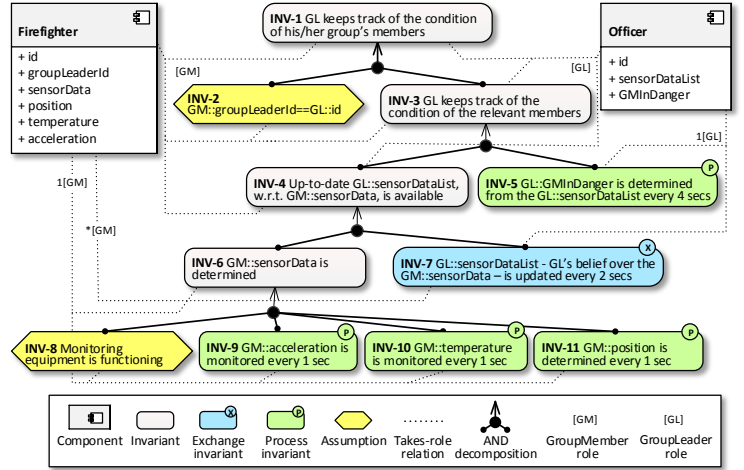 Firefighter
+ id
+ groupLeaderId
+ sensorData
+ position
+ temperature
+ acceleration
INV-1 GL keeps track of the condition
of his/her group's members
Officer
+ id
+ sensorDataList
+ GMInDanger
[GM]
[GL]
INV-2
GM::groupLeaderId==GL::id
INV-3 GL keeps track of the
condition of the relevant members
1[GL]
P
INV-4 Up-to-date GL::sensorDataList,
w.r.t. GM::sensorData, is available
INV-5 GL::GMInDanger is determined
from the GL::sensorDataList every 4 secs
1[GM]
*[GM]
X
INV-6 GM::sensorData is
determined
INV-7 GL::sensorDataList - GL's belief over the
GM::sensorData – is updated every 2 secs
P
P
P
INV-8 Monitoring
equipment is functioning
INV-9 GM::acceleration is
monitored every 1 sec
INV-10 GM::temperature
is monitored every 1 sec
INV-11 GM::position is
determined every 1 sec
X
P
[GM]
[GL]
Component
Invariant
Exchange
invariant
Process
invariant
Assumption
Takes-role
relation
AND
decomposition
GroupMember
role
GroupLeader
role